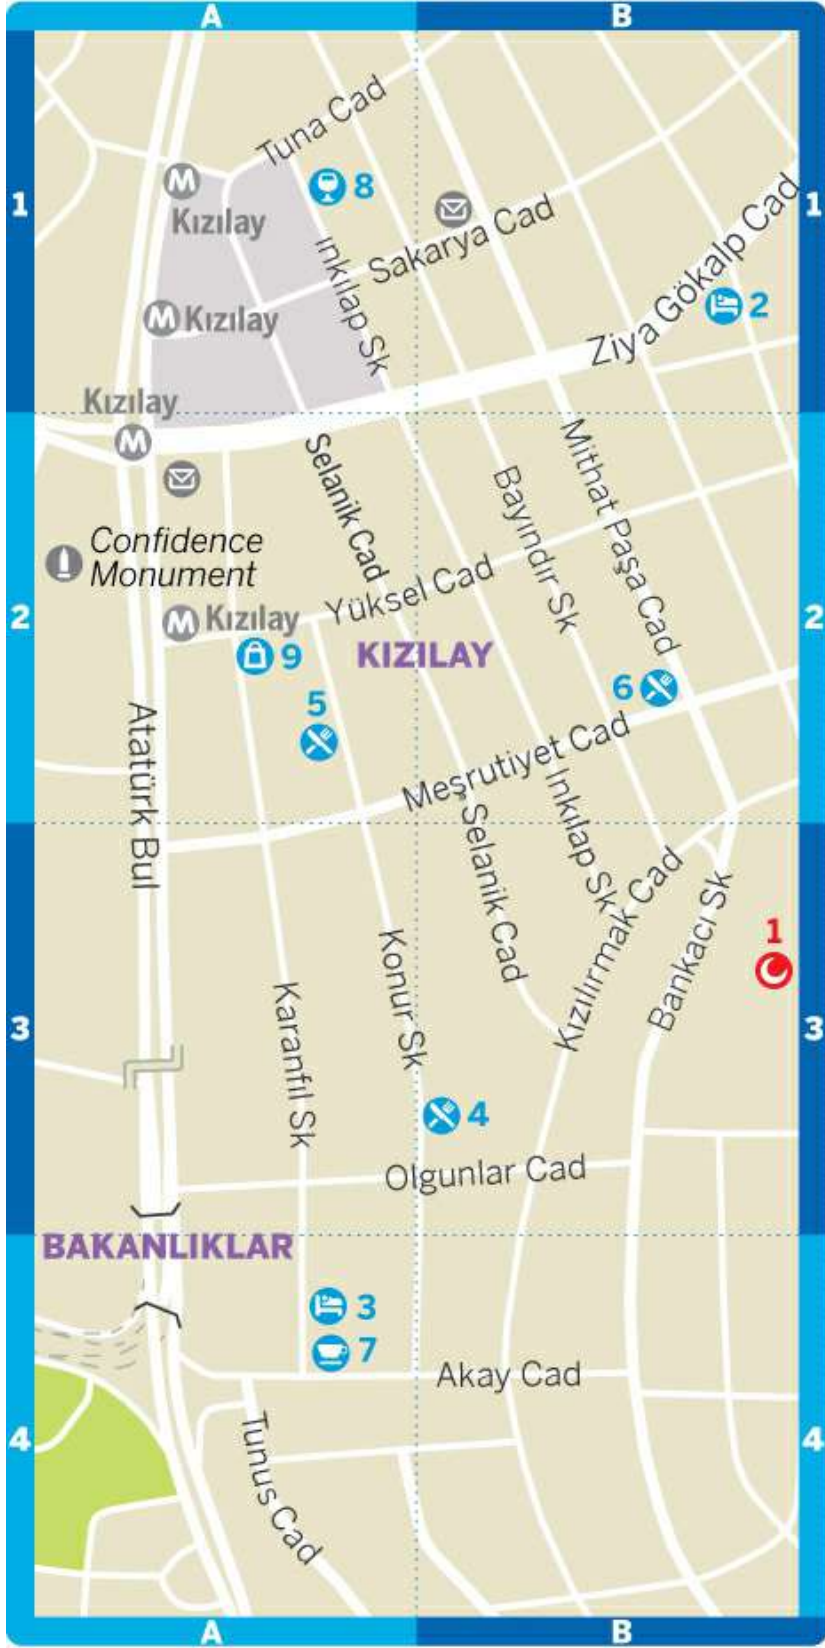 A
B
Tuna Cad
1
Kızılay
8
Sakarya Cad
1
İnkılap Sk
Ziya Gökalp Cad
2
Kızılay
Kızılay
Selanik Cad
Mithat Paşa Cad
Bayındır Sk
Confidence
Monument
2
Kızılay
Yüksel Cad
2
9
KIZILAY
5
6
Atatürk Bul
Meşrutiyet Cad
Selanik Cad
İnkılap Sk
Kızılırmak Cad
Bankacı Sk
1
Konur Sk
Karanfıl Sk
3
3
4
Olgunlar Cad
BAKANLIKLAR
3
7
Akay Cad
4
Tunus Cad
4
A
B